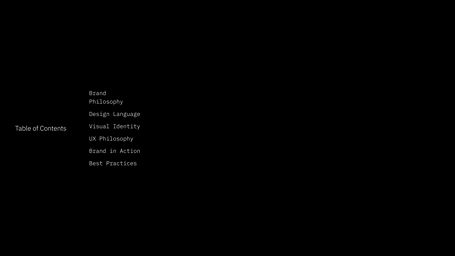 Table of Contents
Brand
Philosophy
Design Language
Visual Identity
UX Philosophy
Brand in Action
Best Practices